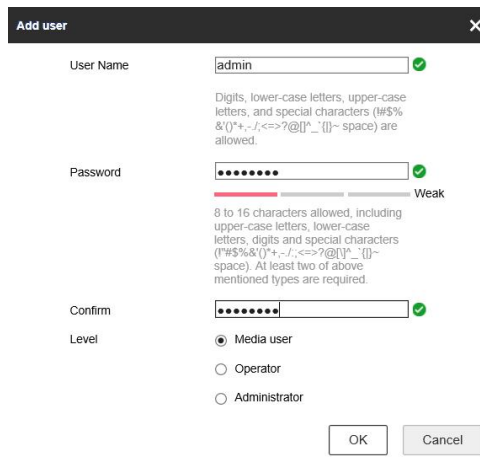 Add user
User Name
admin
Digits, lower-case letters, upper-case
letters, and special characters (!#$%
&'()*+,-./;<=>?@[]^_`{|}~ space) are
allowed.
Password
●●●●●●●●
Weak
8 to 16 characters allowed, including
upper-case letters, lower-case
letters, digits and special characters
(!"#$%&'()*+,-./:;<=>?@[\]^_`{|}~
space). At least two of above
mentioned types are required.
Confirm
●●●●●●●●
Level
Media user
Operator
Administrator
OK
Cancel